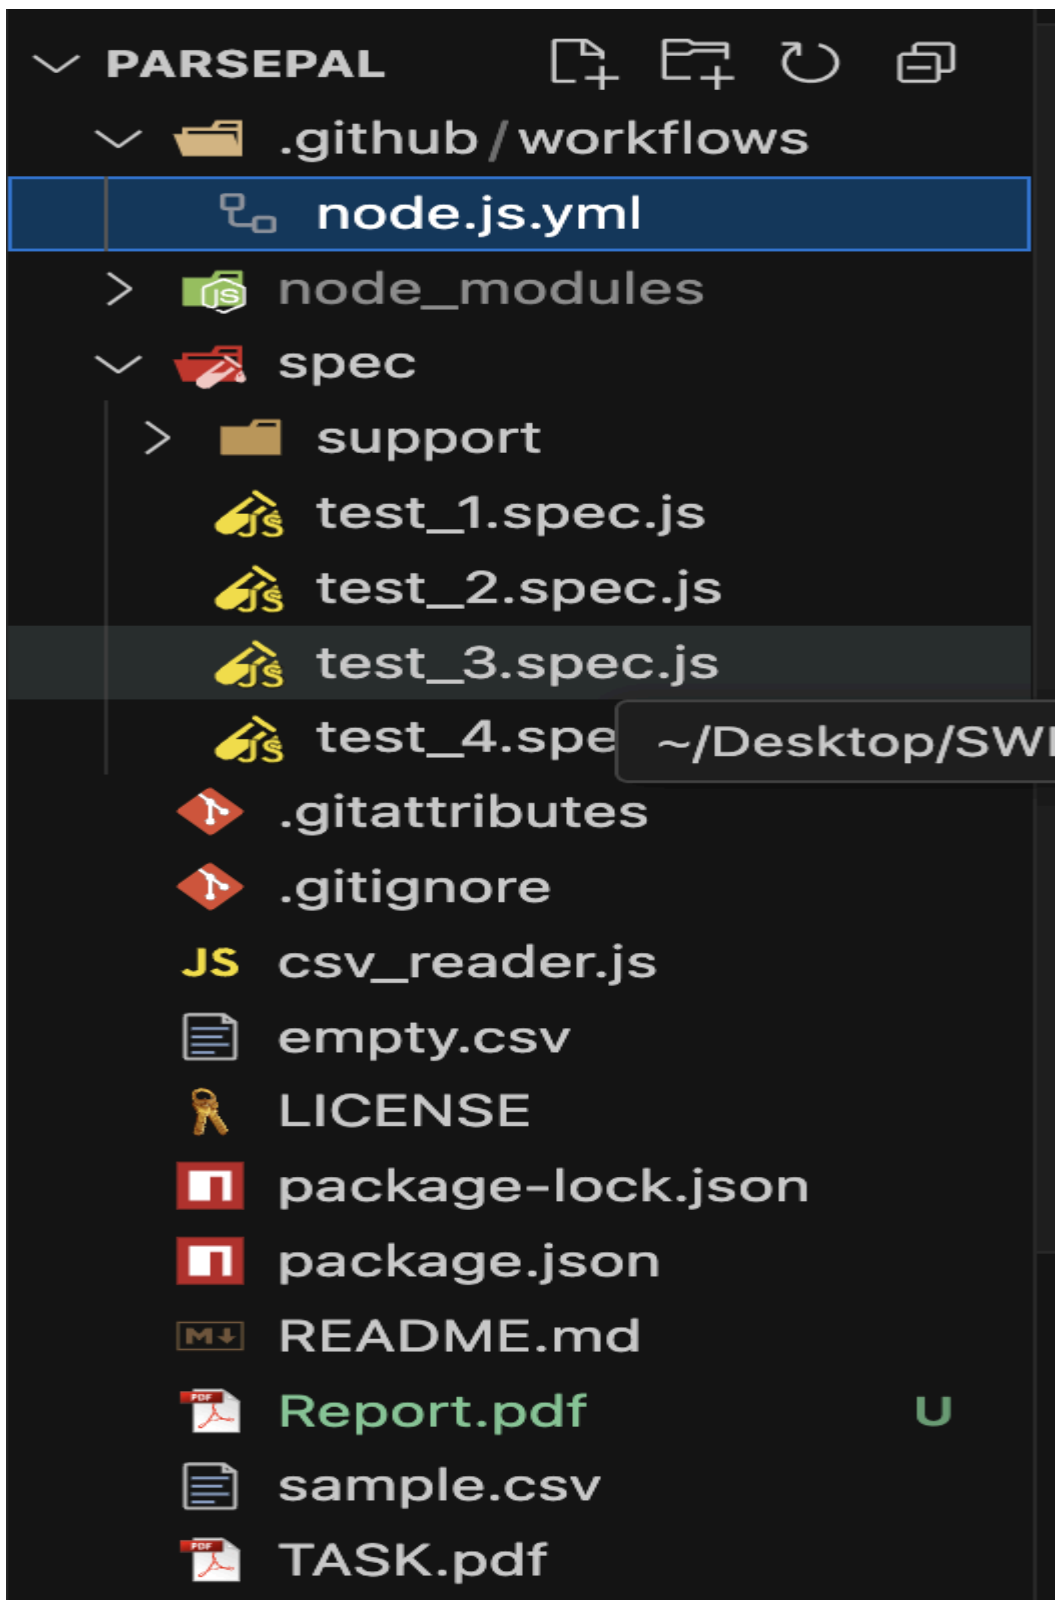 PARSEPAL
.github/workflows
node.js.yml
node_modules
spec
support
test_1.spec.js
test_2.spec.js
test_3.spec.js
test_4.spe
~/Desktop/SW
.gitattributes
.gitignore
JS csv_reader.js
empty.csv
LICENSE
package-lock.json
package.json
README.md
Report.pdf U
sample.csv
TASK.pdf